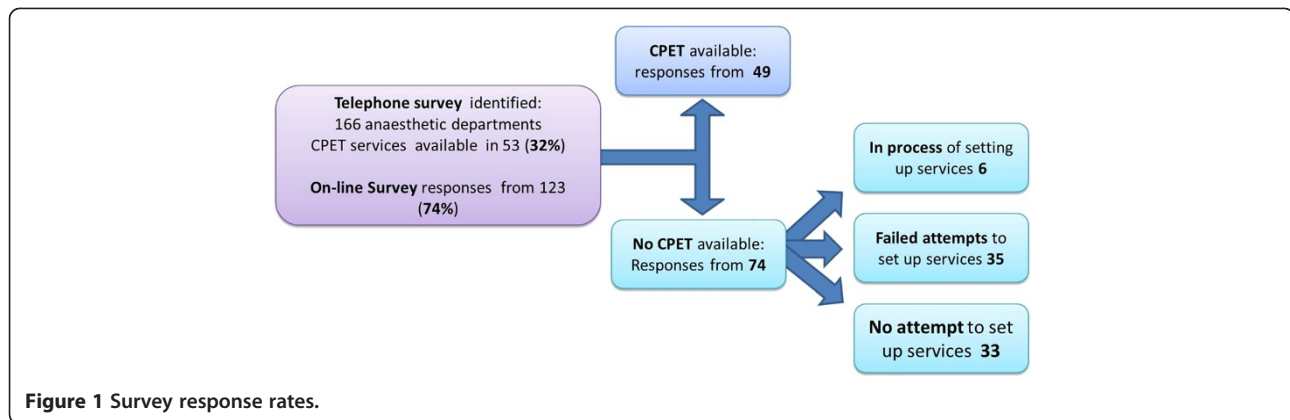 CPET available:
responses from 49
Telephone survey identified:
166 anaesthetic departments
CPET services available in 53 (32%)
On-line Survey responses from 123
(74%)
No CPET available:
Responses from 74
In process of setting
up services 6
Failed attempts to
set up services 35
No attempt to set
up services 33
Figure 1 Survey response rates.